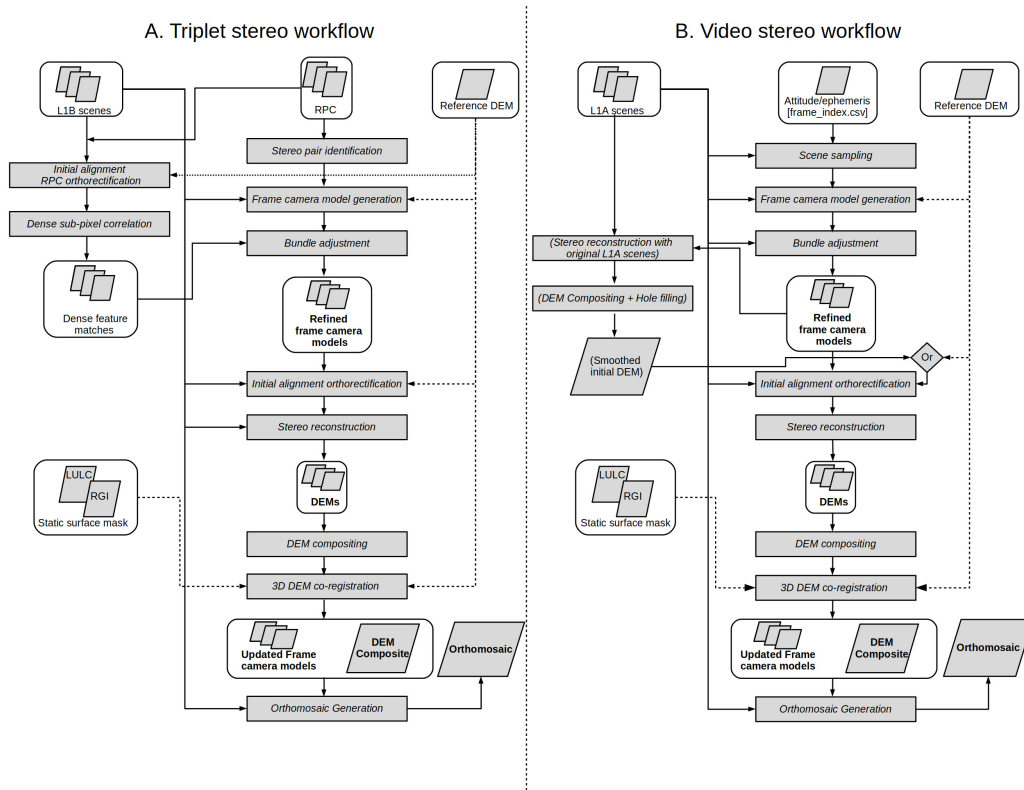 A. Triplet stereo workflow
L1B scenes
RPC
Reference DEM
Stereo pair identification
Initial alignment
RPC orthorectification
Frame camera model generation
Dense sub-pixel correlation
Bundle adjustment
Dense feature
matches
Refined
frame camera
models
Initial alignment orthorectification
Stereo reconstruction
LULC
RGI
Static surface mask
DEMs
DEM compositing
3D DEM co-registration
Updated Frame
camera models
DEM
Composite
Orthomosaic
Orthomosaic Generation
B. Video stereo workflow
L1A scenes
Attitude/ephemeris
[frame_index.csv]
Reference DEM
Scene sampling
Frame camera model generation
Bundle adjustment
(Stereo reconstruction with
original L1A scenes)
(DEM Compositing + Hole filling)
Refined
frame camera
models
(Smoothed
initial DEM)
Or
Initial alignment orthorectification
Stereo reconstruction
LULC
RGI
Static surface mask
DEMs
DEM compositing
3D DEM co-registration
Updated Frame
camera models
DEM
Composite
Orthomosaic
Orthomosaic Generation